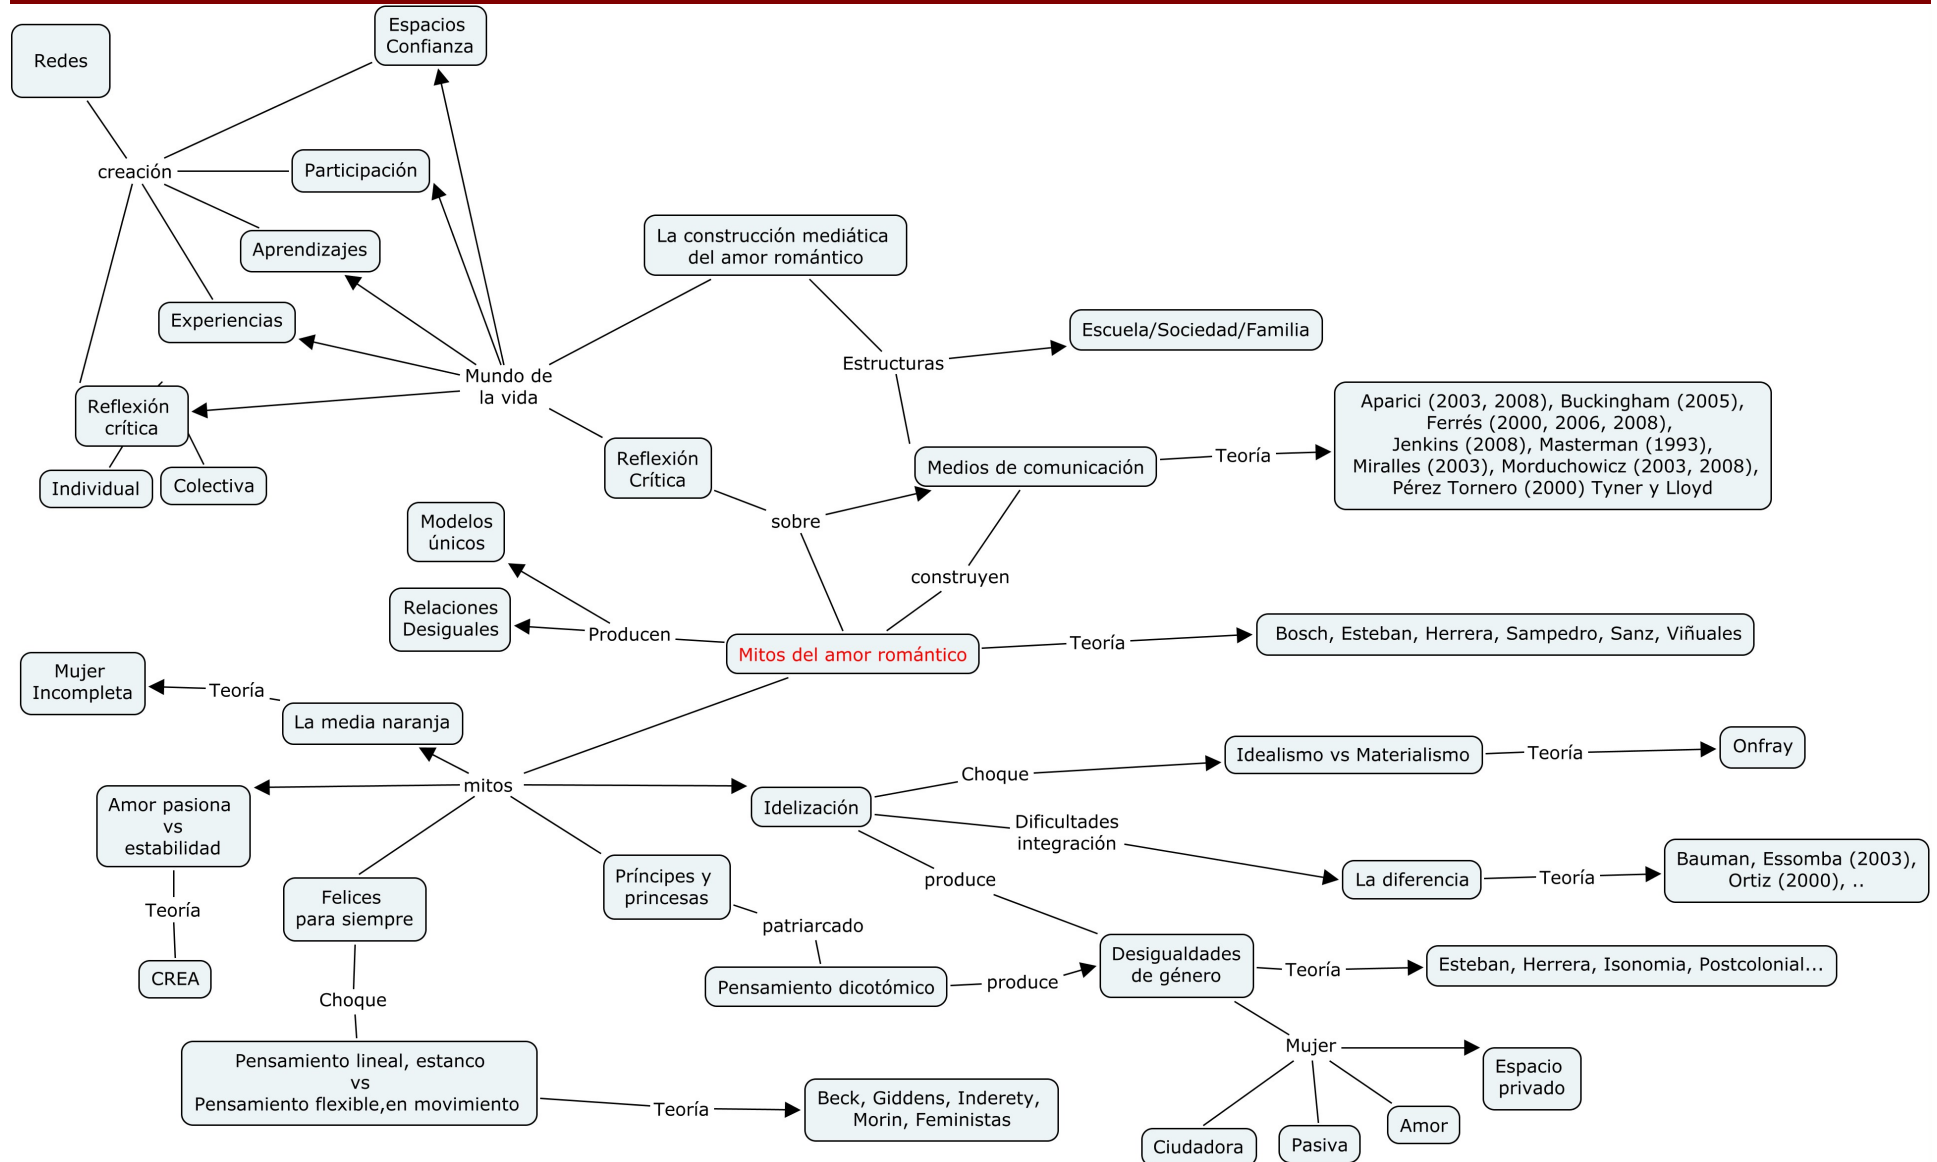 Espacios
Confianza
Redes
creación
Participación
Aprendizajes
Experiencias
Reflexión
crítica
Individual
Colectiva
Mundo de
la vida
La construcción mediática
del amor romántico
Estructuras
Escuela/Sociedad/Familia
Reflexión
Crítica
sobre
Medios de comunicación
Teoría
Aparici (2003, 2008), Buckingham (2005),
Ferrés (2000, 2006, 2008),
Jenkins (2008), Masterman (1993),
Miralles (2003), Morduchowicz (2003, 2008),
Pérez Tornero (2000) Tyner y Lloyd
construyen
Modelos
únicos
Relaciones
Desiguales
Producen
Mitos del amor romántico
Teoría
Bosch, Esteban, Herrera, Sampedro, Sanz, Viñuales
Mujer
Incompleta
Teoría
La media naranja
mitos
Amor pasiona
vs
estabilidad
Teoría
CREA
Felices
para siempre
Choque
Pensamiento lineal, estanco
vs
Pensamiento flexible,en movimiento
Teoría
Beck, Giddens, Inderety,
Morin, Feministas
Príncipes y
princesas
patriarcado
Pensamiento dicotómico
produce
Idelización
Choque
Idealismo vs Materialismo
Teoría
Onfray
Dificultades
integración
La diferencia
Teoría
Bauman, Essomba (2003),
Ortiz (2000), ..
produce
Desigualdades
de género
Teoría
Esteban, Herrera, Isonomia, Postcolonial...
Mujer
Espacio
privado
Amor
Pasiva
Ciudadora